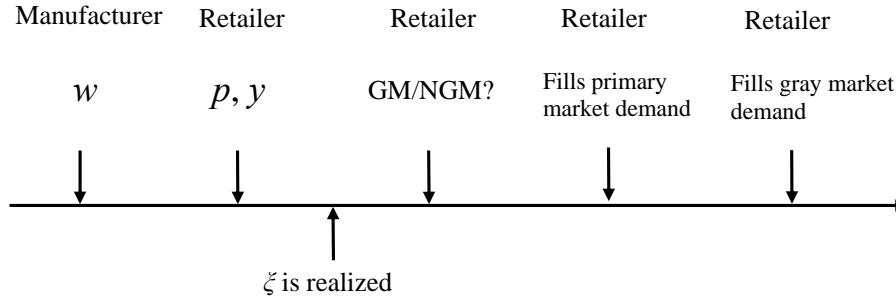 Manufacturer Retailer Retailer Retailer Retailer
w p, y GM/NGM? Fills primary Fills gray market
market demand demand
ξ is realized